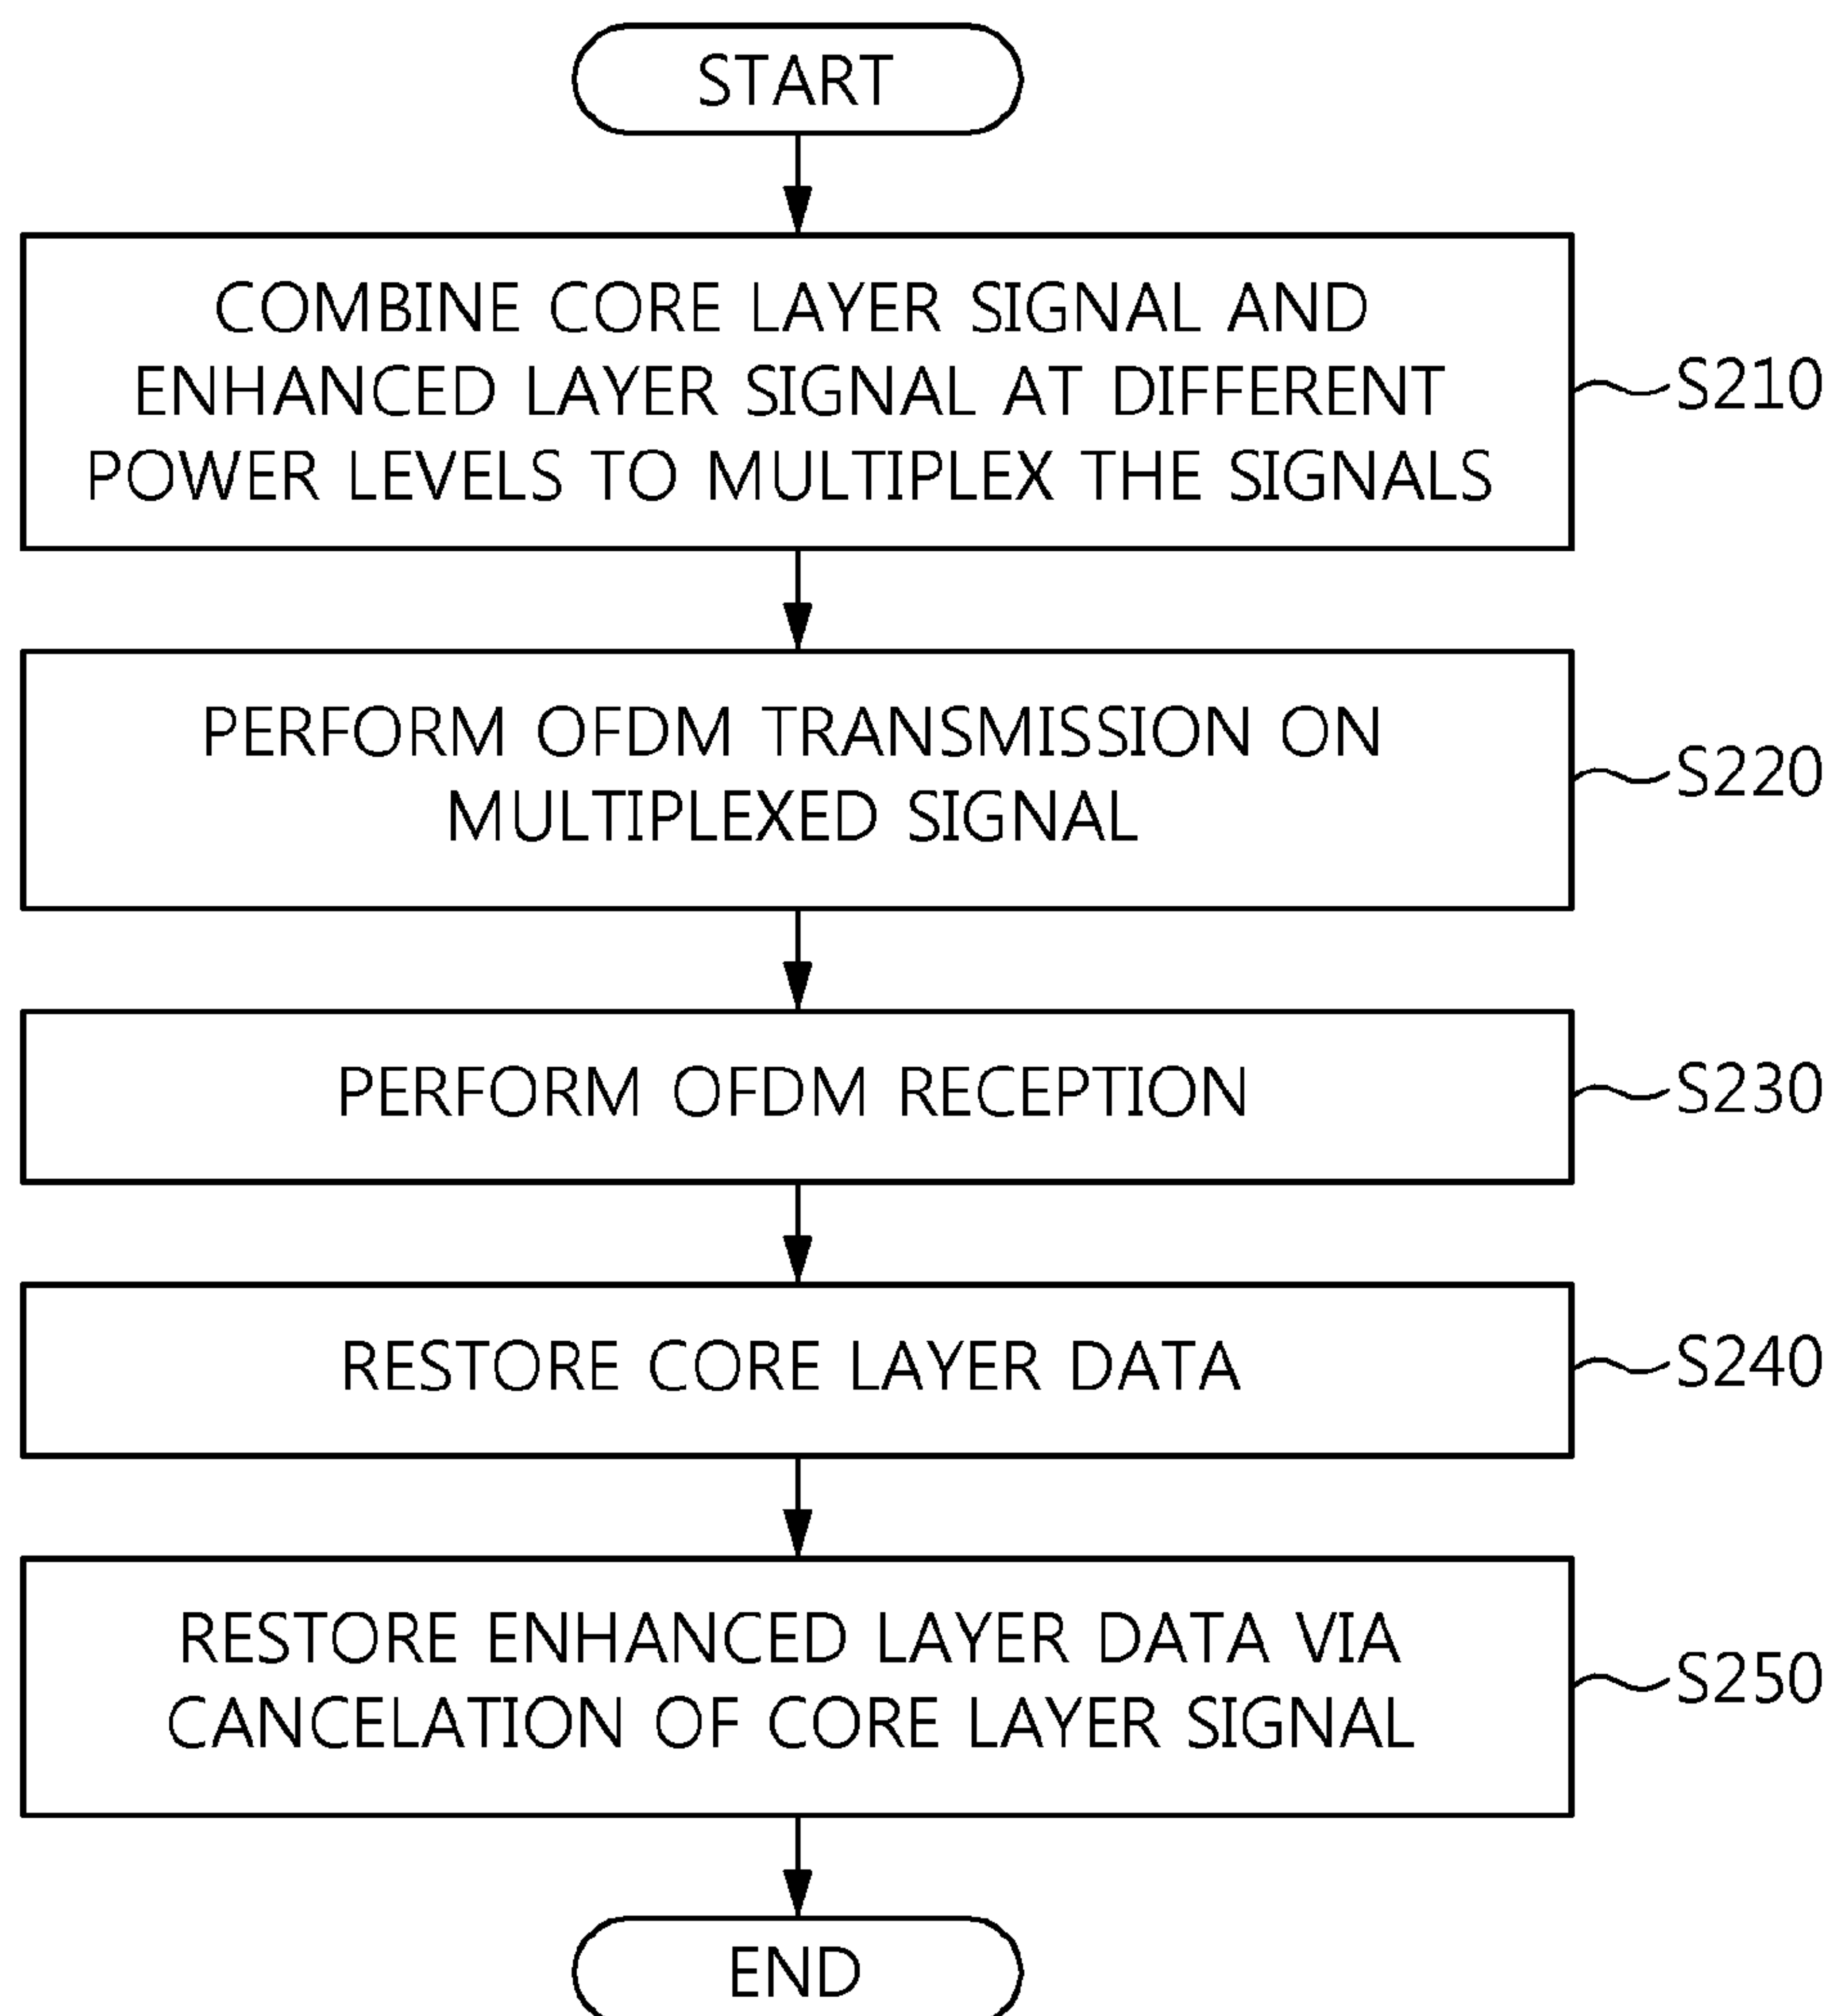 START
COMBINE CORE LAYER SIGNAL AND
ENHANCED LAYER SIGNAL AT DIFFERENT
POWER LEVELS TO MULTIPLEX THE SIGNALS
S210
PERFORM OFDM TRANSMISSION ON
MULTIPLEXED SIGNAL
S220
PERFORM OFDM RECEPTION
S230
RESTORE CORE LAYER DATA
S240
RESTORE ENHANCED LAYER DATA VIA
CANCELATION OF CORE LAYER SIGNAL
S250
END